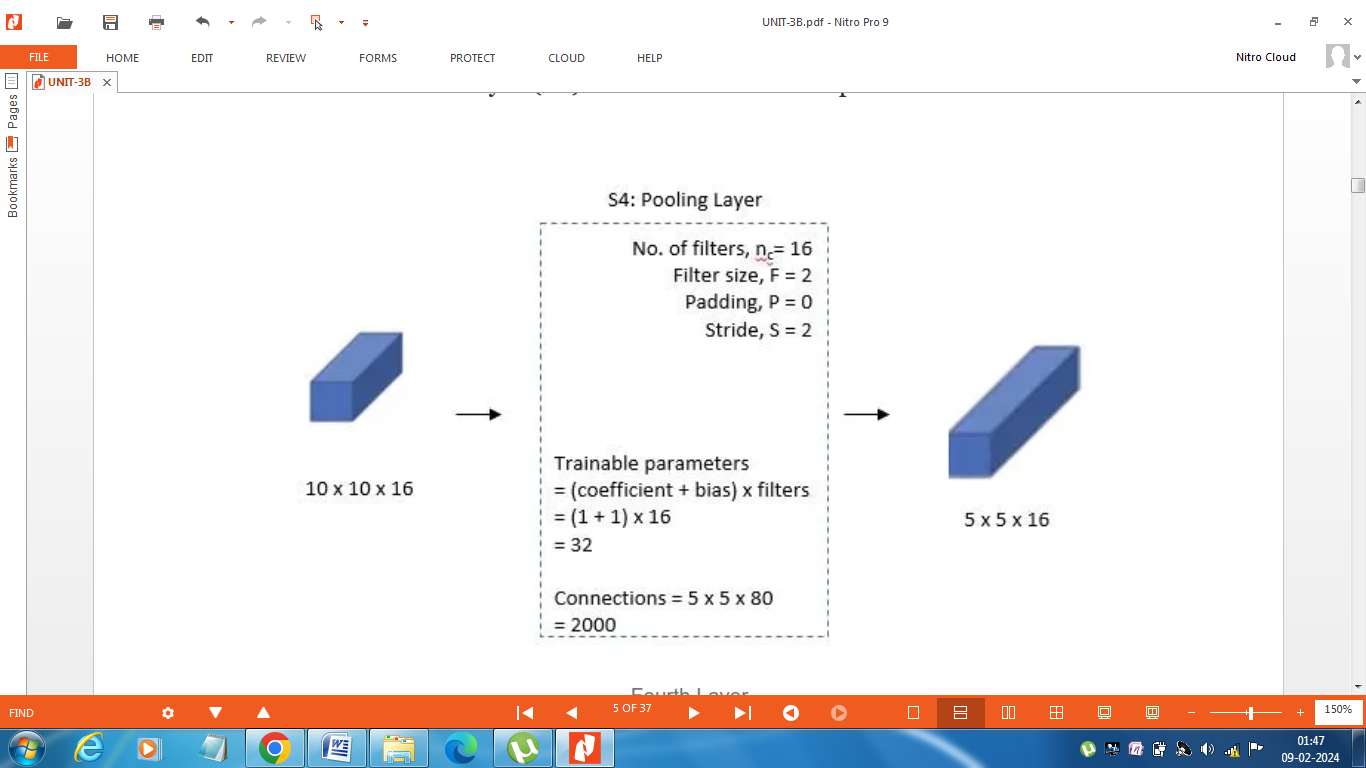 UNIT-3B.pdf - Nitro Pro 9
FILE
HOME
EDIT
REVIEW
FORMS
PROTECT
CLOUD
HELP
Nitro Cloud
UNIT-3B
Pages
Bookmarks
S4: Pooling Layer
No. of filters, nc= 16
Filter size, F = 2
Padding, P = 0
Stride, S = 2
10 x 10 x 16
Trainable parameters
= (coefficient + bias) x filters
= (1 + 1) x 16
= 32
Connections = 5 x 5 x 80
= 2000
5 x 5 x 16
Fourth Layer
FIND
5 OF 37
150%
01:47
09-02-2024